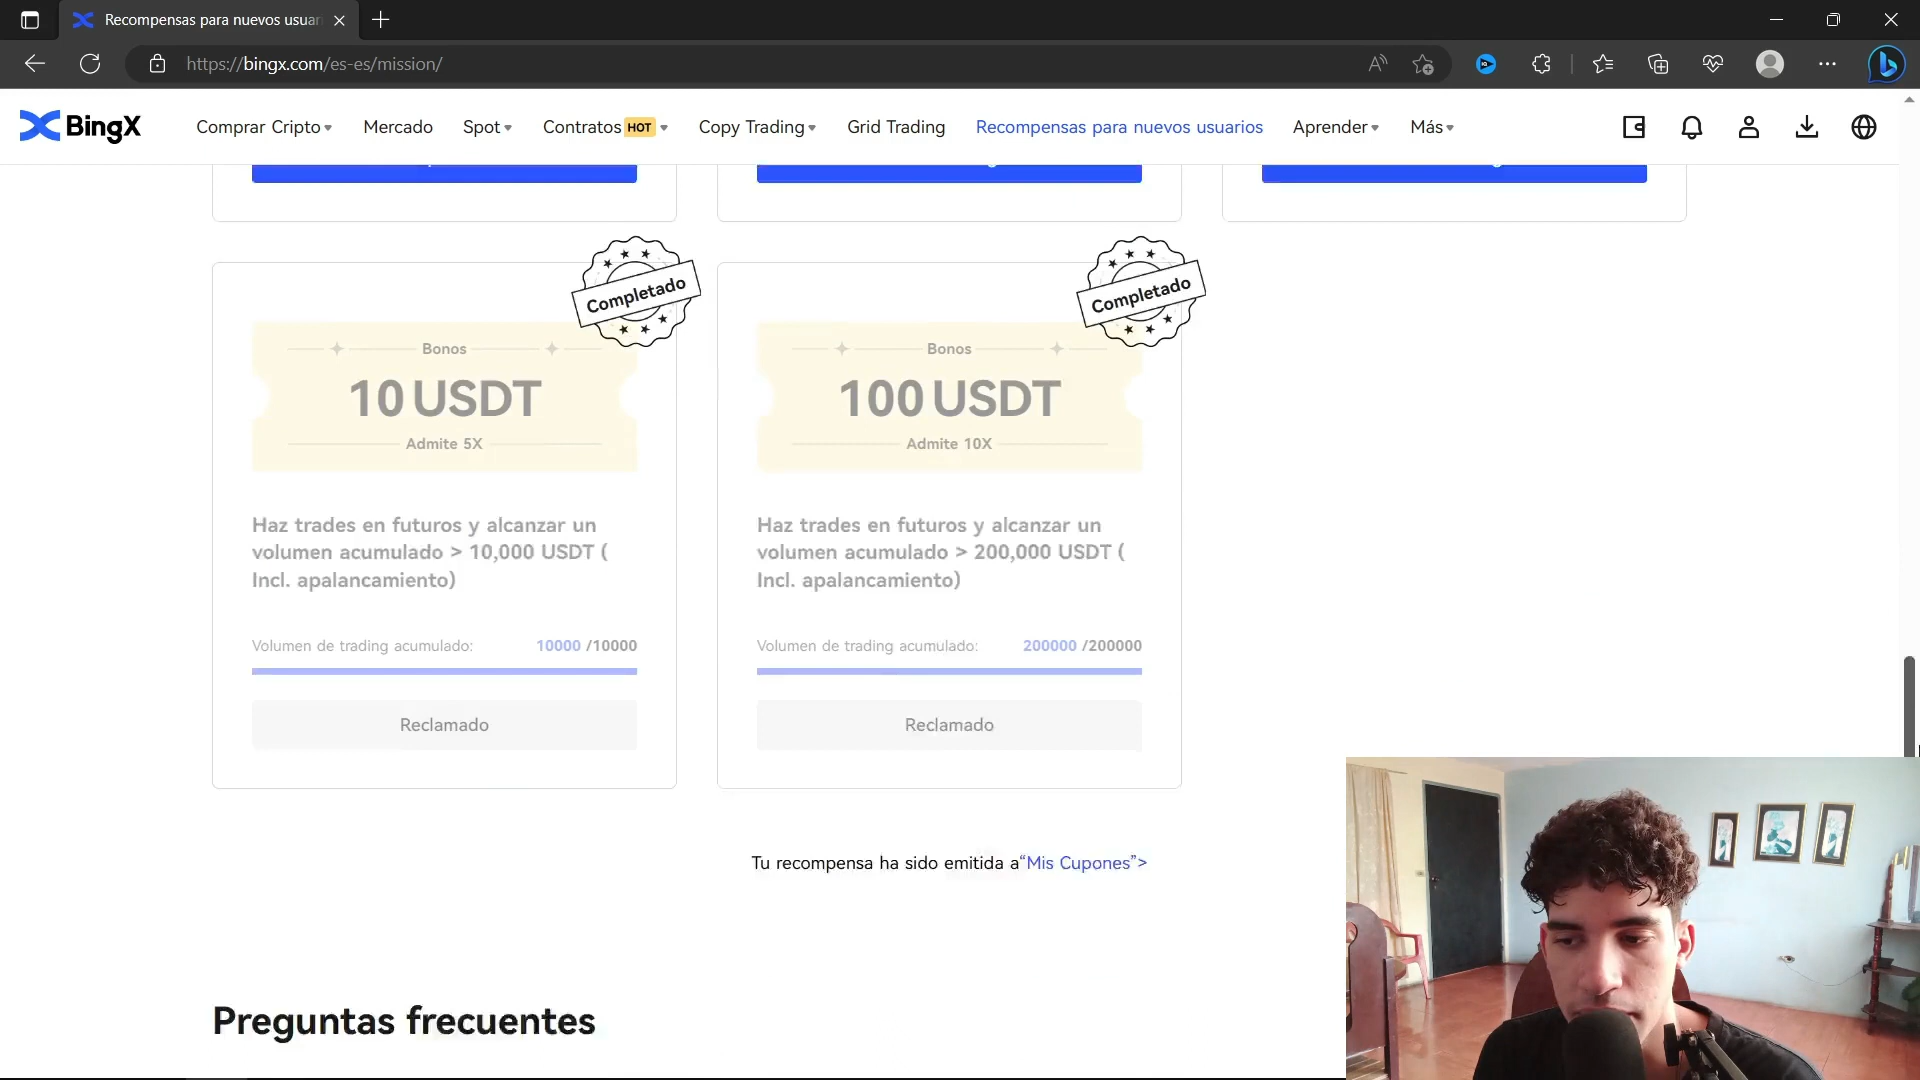 Recompensas para nuevos usuar
https://bingx.com/es-es/mission/
BingX
Comprar Cripto
Mercado
Spot
Contratos HOT
Copy Trading
Grid Trading
Recompensas para nuevos usuarios
Aprender
Más
Completado
Bonos
10 USDT
Admite 5X
Haz trades en futuros y alcanzar un
volumen acumulado > 10,000 USDT (
Incl. apalancamiento)
Volumen de trading acumulado: 10000 /10000
Reclamado
Completado
Bonos
100 USDT
Admite 10X
Haz trades en futuros y alcanzar un
volumen acumulado > 200,000 USDT (
Incl. apalancamiento)
Volumen de trading acumulado: 200000 /200000
Reclamado
Tu recompensa ha sido emitida a“Mis Cupones”>
Preguntas frecuentes